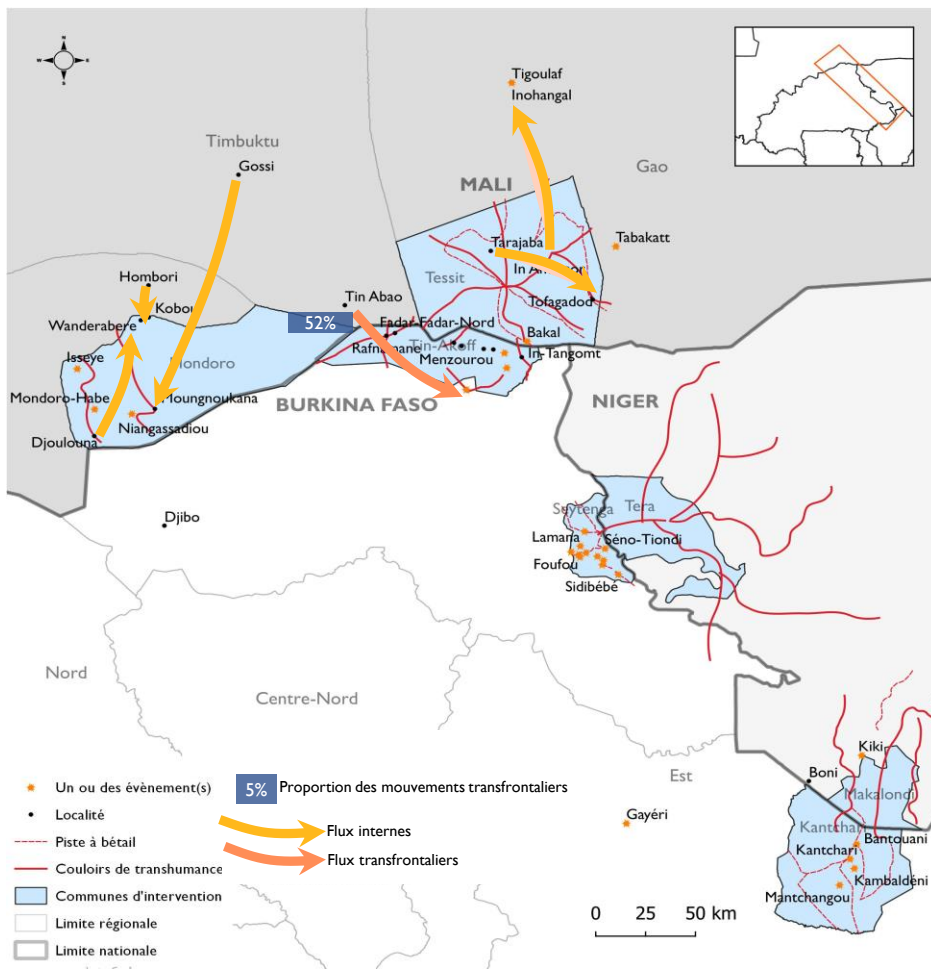 N
W
E
S
Tigoulaf
Inohangal
Timbuktu
Gossi
MALI
Gao
Tarajaba
Tabakatt
In A
Tessit
Tofagadod
Hombori
Kobou
Tin Abao
Wanderabere
52%
Fadar-Fadar-Nord
Bakal
Rafnamane
Tin-Akoff
Isseye
Mondoro
Menzourou
In-Tangomt
Mondoro-Habe
Moungnoukana
BURKINA FASO
NIGER
Niangassadiou
Djoulouna
Djibo
Seytenga
Tera
Lamana
Séno-Tiondi
Foufou
Sidibébé
Nord
Centre-Nord
Est
Kiki
Boni
Makalondi
Gayéri
Kantchari
Bantouani
Kantchari
Kambaldéni
Mantchangou
Un ou des évènement(s)
5% Proportion des mouvements transfrontaliers
Localité
Flux internes
Piste à bétail
Flux transfrontaliers
Couloirs de transhumance
Communes d'intervention
Limite régionale
Limite nationale
0 25 50 km